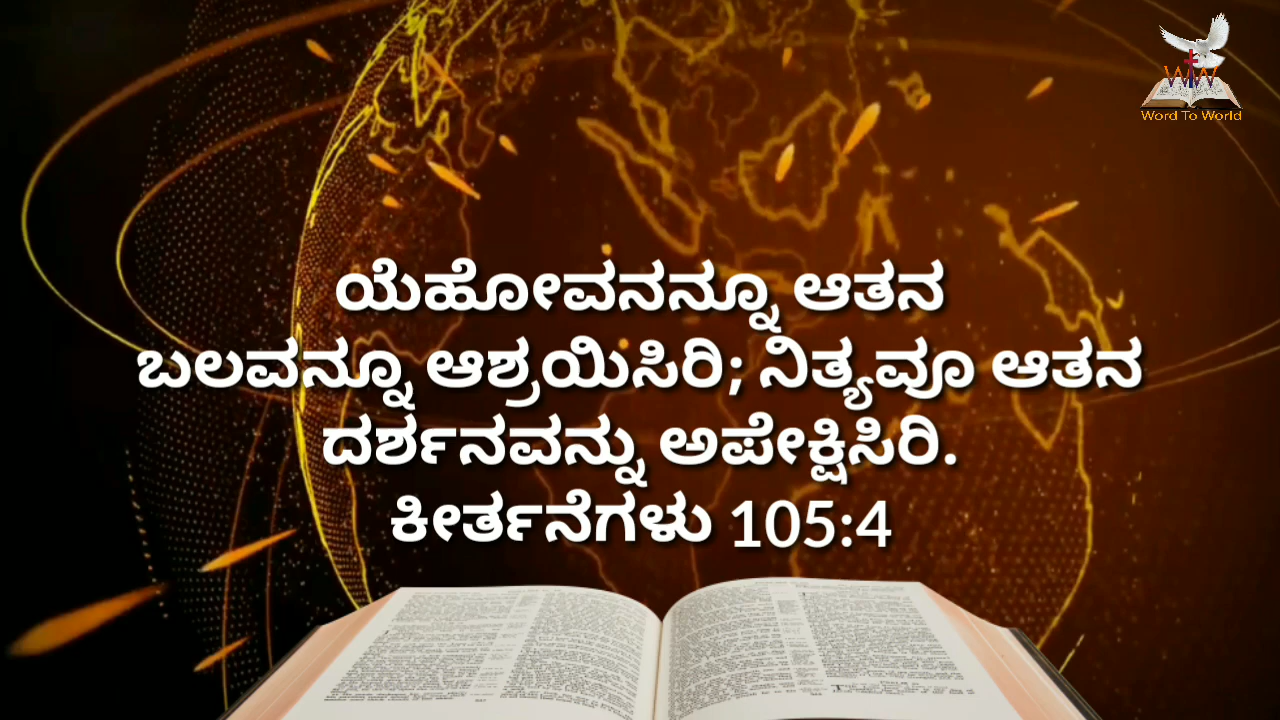 WTW
Word To World
ಯೆಹೋವನನ್ನೂ ಆತನ
ಬಲವನ್ನೂ ಆಶ್ರಯಿಸಿರಿ; ನಿತ್ಯವೂ ಆತನ
ದರ್ಶನವನ್ನು ಅಪೇಕ್ಷಿಸಿರಿ.
ಕೀರ್ತನೆಗಳು 105:4